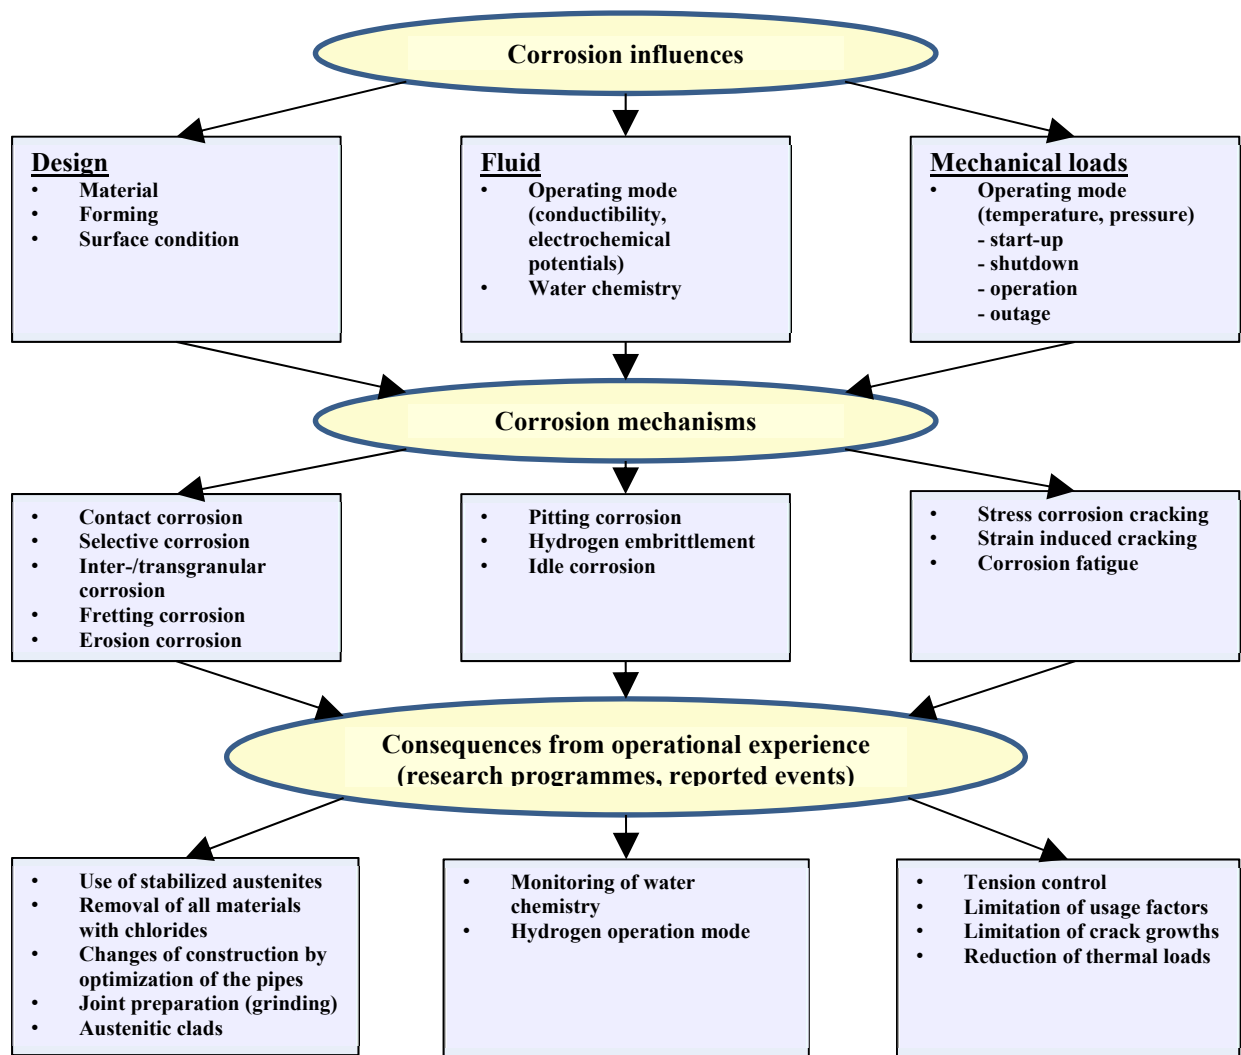 Corrosion influences
Design
• Material
• Forming
• Surface condition
Fluid
• Operating mode
(conductibility,
electrochemical
potentials)
• Water chemistry
Mechanical loads
• Operating mode
(temperature, pressure)
- start-up
- shutdown
- operation
- outage
Corrosion mechanisms
• Contact corrosion
• Selective corrosion
• Inter-/transgranular
corrosion
• Fretting corrosion
• Erosion corrosion
• Pitting corrosion
• Hydrogen embrittlement
• Idle corrosion
• Stress corrosion cracking
• Strain induced cracking
• Corrosion fatigue
Consequences from operational experience
(research programmes, reported events)
• Use of stabilized austenites
• Removal of all materials
with chlorides
• Changes of construction by
optimization of the pipes
• Joint preparation (grinding)
• Austenitic clads
• Monitoring of water
chemistry
• Hydrogen operation mode
• Tension control
• Limitation of usage factors
• Limitation of crack growths
• Reduction of thermal loads